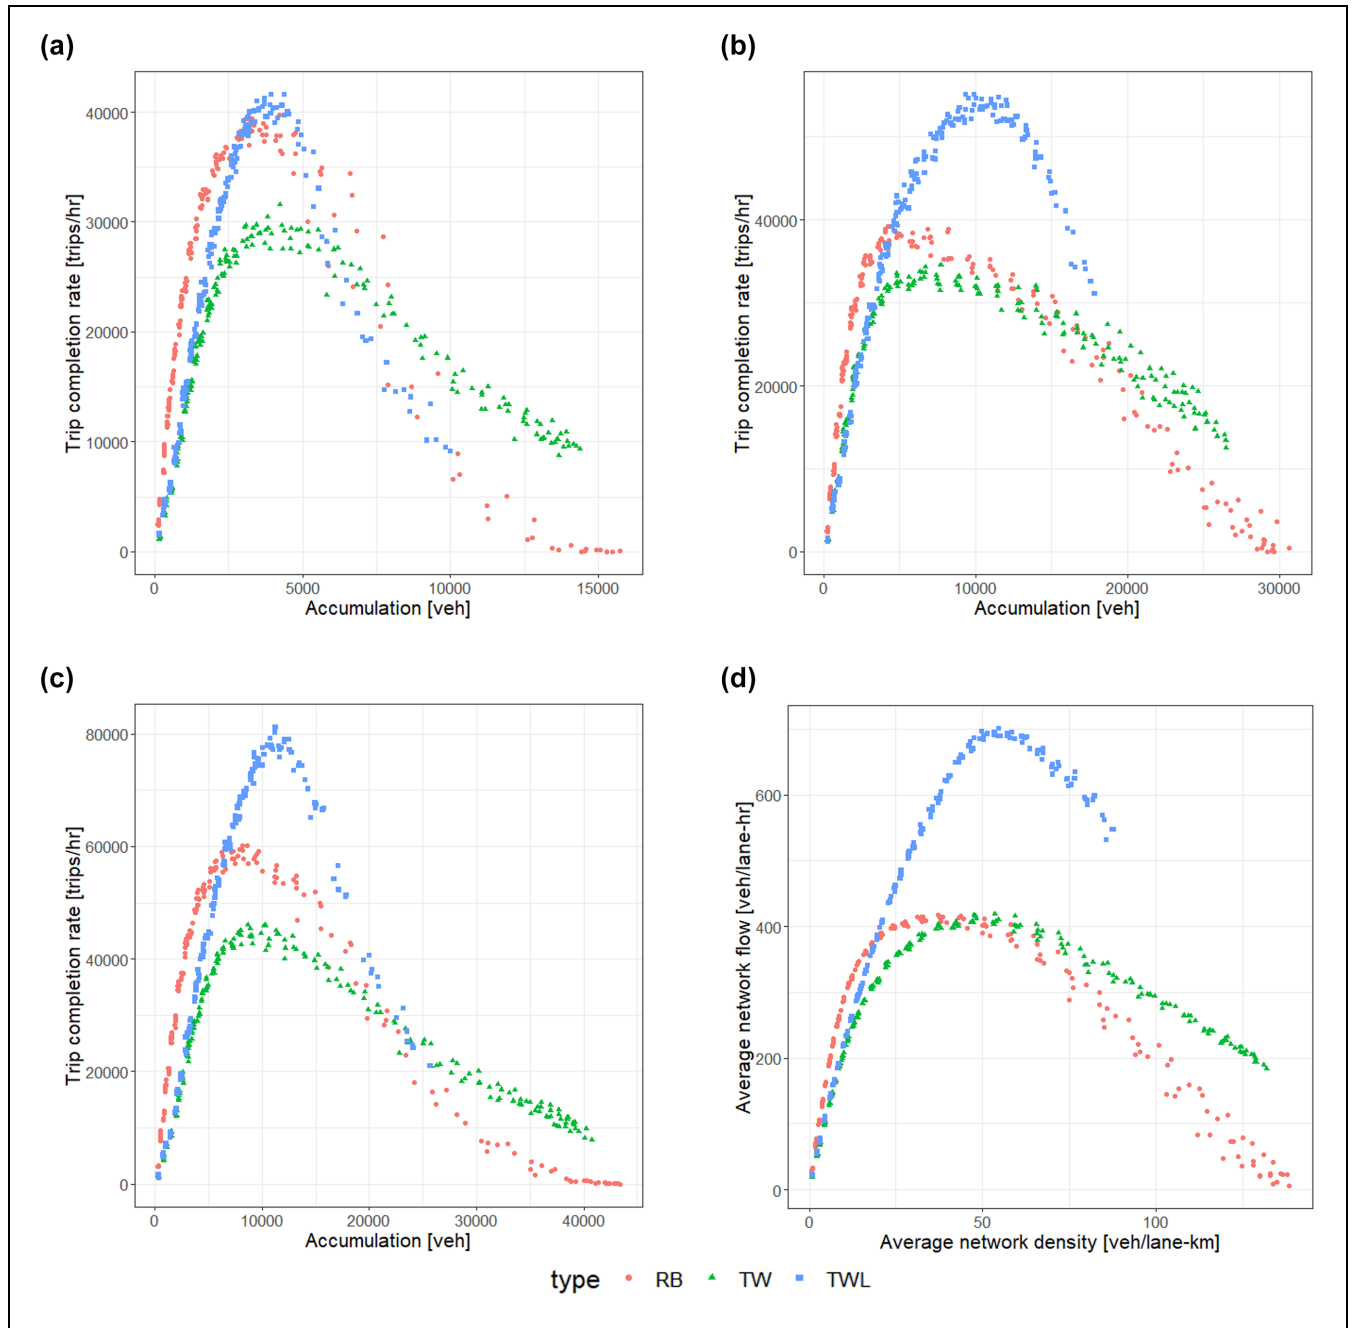 (a)
Trip completion rate [trips/hr]
40000
30000
20000
10000
0
0 5000 10000 15000
Accumulation [veh]
(b)
Trip completion rate [trips/hr]
40000
20000
0
0 10000 20000 30000
Accumulation [veh]
(c)
Trip completion rate [trips/hr]
80000
60000
40000
20000
0
0 10000 20000 30000 40000
Accumulation [veh]
(d)
Average network flow [veh/lane-hr]
600
400
200
0
0 50 100
Average network density [veh/lane-km]
type RB TW TWL